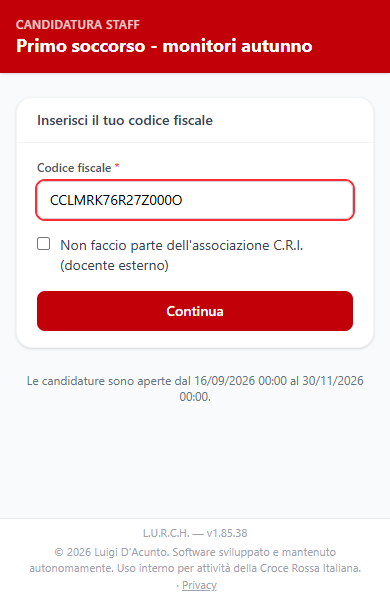 CANDIDATURA STAFF
Primo soccorso - monitori autunno
Inserisci il tuo codice fiscale
Codice fiscale *
CCLMRK76R27Z000O
Non faccio parte dell'associazione C.R.I.
(docente esterno)
Continua
Le candidature sono aperte dal 16/09/2026 00:00 al 30/11/2026
00:00.
L.U.R.C.H. — v1.85.38
© 2026 Luigi D'Acunto. Software sviluppato e mantenuto
autonomamente. Uso interno per attività della Croce Rossa Italiana.
· Privacy